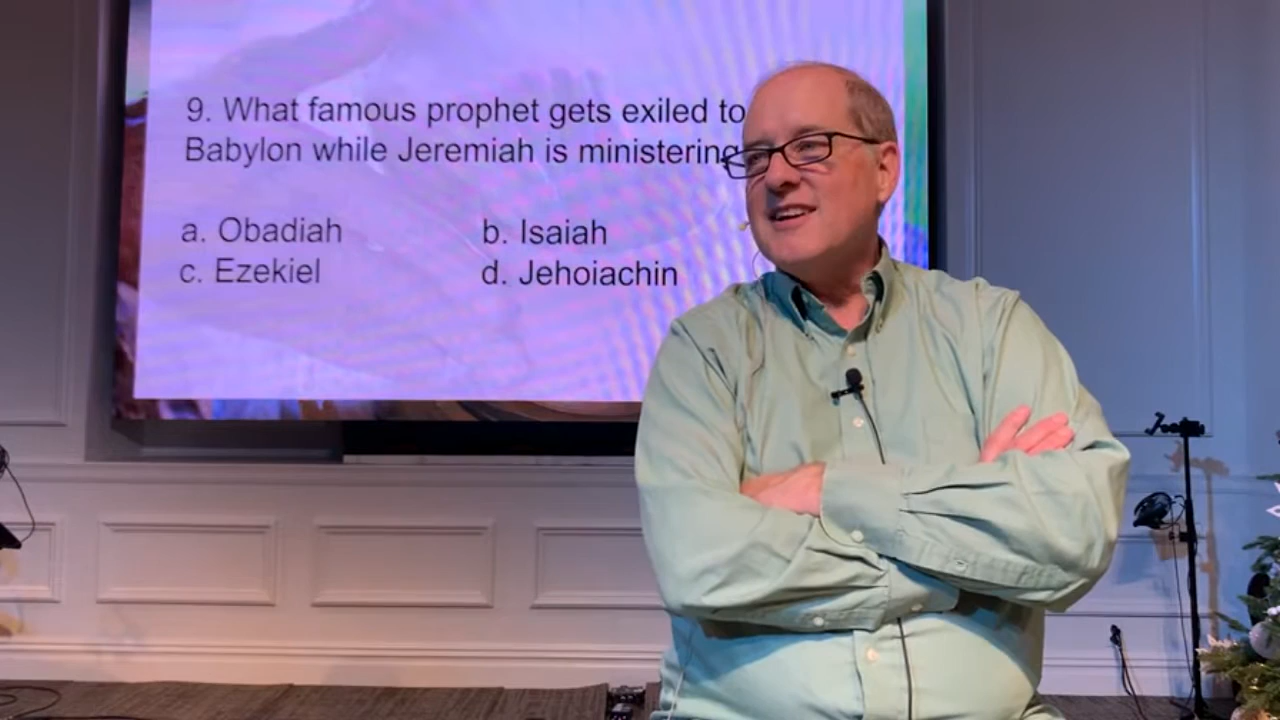 9. What famous prophet gets exiled to
Babylon while Jeremiah is ministering
a. Obadiah b. Isaiah
c. Ezekiel d. Jehoiachin